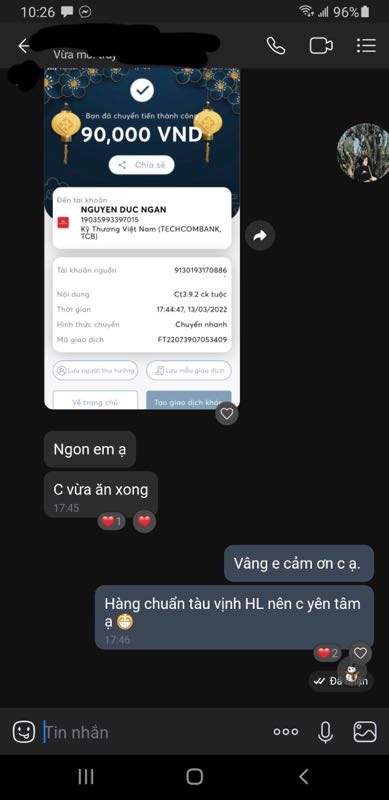 10:26
96%
Vừa mới truy
Bạn đã chuyển tiền thành công
90,000 VND
Chia sẻ
Đến tài khoản
NGUYEN DUC NGAN
19035993397015
Kỹ Thương Việt Nam (TECHCOMBANK,
TCB)
Tài khoản nguồn 9130193170886
Nội dung Ct3.9.2 ck tuộc
Thời gian 17:44:47, 13/03/2022
Hình thức chuyển Chuyển nhanh
Mã giao dịch FT22073907053409
Lưu người thụ hưởng Lưu mẫu giao dịch
Về trang chủ Tạo giao dịch khác
Ngon em ạ
C vừa ăn xong
17:45
1
Vâng e cảm ơn c ạ.
Hàng chuẩn tàu vịnh HL nên c yên tâm
ạ 😁
17:46
2
Đã nhận
Tin nhắn